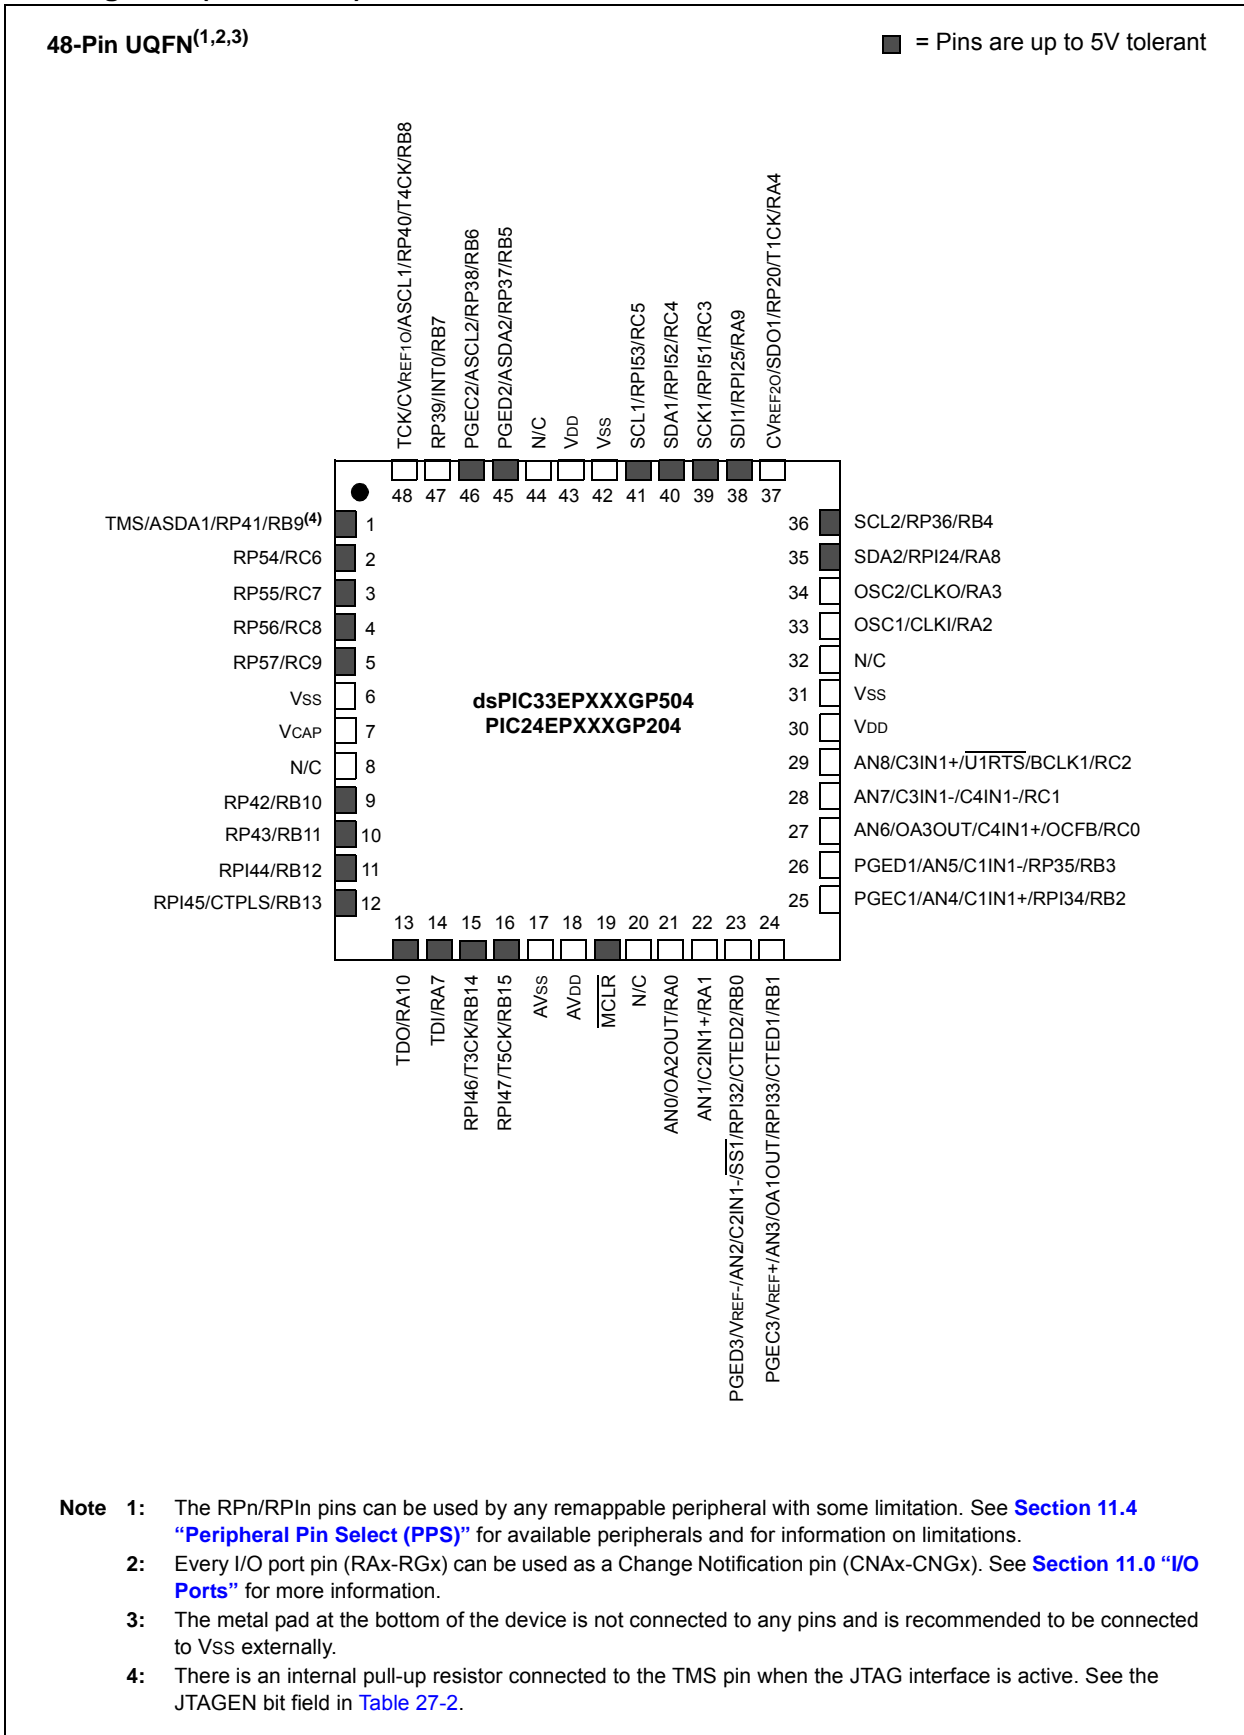 48-Pin UQFN(1,2,3)
= Pins are up to 5V tolerant
TCK/CVREF1O/ASCL1/RP40/T4CK/RB8
RP39/INT0/RB7
PGEC2/ASCL2/RP38/RB6
PGED2/ASDA2/RP37/RB5
N/C
VDD
VSS
SCL1/RPI53/RC5
SDA1/RPI52/RC4
SCK1/RPI51/RC3
SDI1/RPI25/RA9
CVREF2O/SDO1/RP20/T1CK/RA4
48 47 46 45 44 43 42 41 40 39 38 37
TMS/ASDA1/RP41/RB9(4) 1
RP54/RC6 2
RP55/RC7 3
RP56/RC8 4
RP57/RC9 5
VSS 6
VCAP 7
N/C 8
RP42/RB10 9
RP43/RB11 10
RPI44/RB12 11
RPI45/CTPLS/RB13 12
dsPIC33EPXXXGP504
PIC24EPXXXGP204
36 SCL2/RP36/RB4
35 SDA2/RPI24/RA8
34 OSC2/CLKO/RA3
33 OSC1/CLKI/RA2
32 N/C
31 VSS
30 VDD
29 AN8/C3IN1+/U1RTS/BCLK1/RC2
28 AN7/C3IN1-/C4IN1-/RC1
27 AN6/OA3OUT/C4IN1+/OCFB/RC0
26 PGED1/AN5/C1IN1-/RP35/RB3
25 PGEC1/AN4/C1IN1+/RPI34/RB2
13 14 15 16 17 18 19 20 21 22 23 24
TDO/RA10
TDI/RA7
RPI46/T3CK/RB14
RPI47/T5CK/RB15
AVSS
AVDD
MCLR
N/C
AN0/OA2OUT/RA0
AN1/C2IN1+/RA1
PGED3/VREF-/AN2/C2IN1-/SS1/RPI32/CTED2/RB0
PGEC3/VREF+/AN3/OA1OUT/RPI33/CTED1/RB1
Note 1: The RPn/RPIn pins can be used by any remappable peripheral with some limitation. See Section 11.4
“Peripheral Pin Select (PPS)” for available peripherals and for information on limitations.
2: Every I/O port pin (RAx-RGx) can be used as a Change Notification pin (CNAx-CNGx). See Section 11.0 “I/O
Ports” for more information.
3: The metal pad at the bottom of the device is not connected to any pins and is recommended to be connected
to VSS externally.
4: There is an internal pull-up resistor connected to the TMS pin when the JTAG interface is active. See the
JTAGEN bit field in Table 27-2.